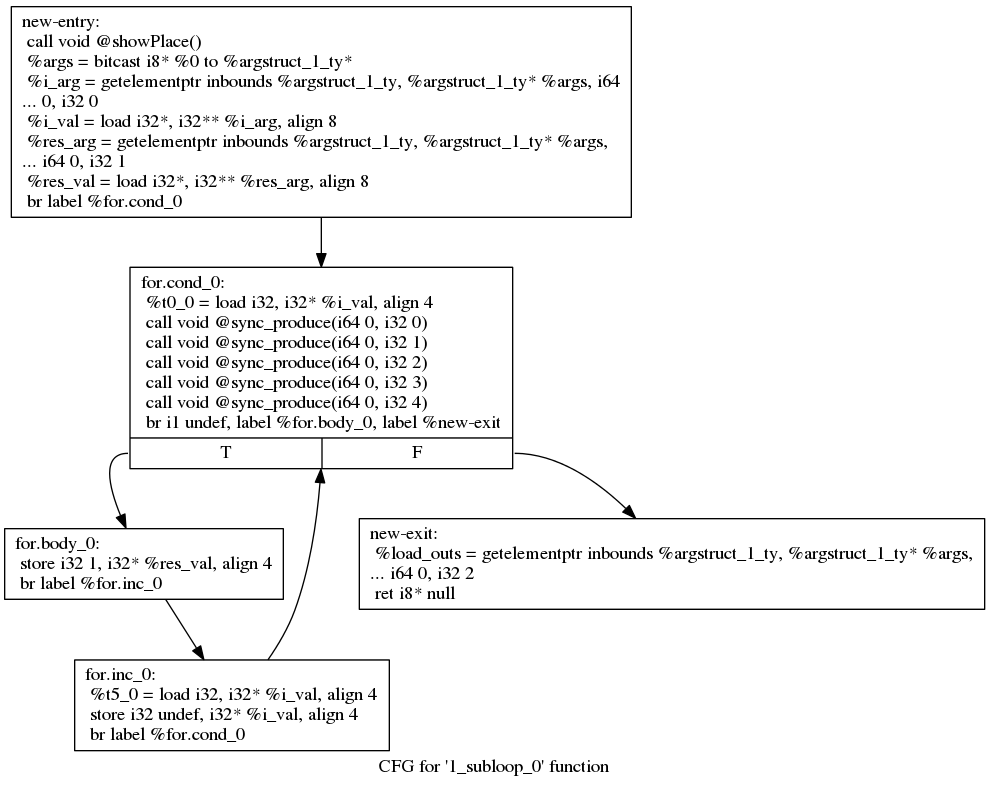 new-entry:
call void @showPlace()
%args = bitcast i8* %0 to %argstruct_1_ty*
%i_arg = getelementptr inbounds %argstruct_1_ty, %argstruct_1_ty* %args, i64
... 0, i32 0
%i_val = load i32*, i32** %i_arg, align 8
%res_arg = getelementptr inbounds %argstruct_1_ty, %argstruct_1_ty* %args,
... i64 0, i32 1
%res_val = load i32*, i32** %res_arg, align 8
br label %for.cond_0
for.cond_0:
%t0_0 = load i32, i32* %i_val, align 4
call void @sync_produce(i64 0, i32 0)
call void @sync_produce(i64 0, i32 1)
call void @sync_produce(i64 0, i32 2)
call void @sync_produce(i64 0, i32 3)
call void @sync_produce(i64 0, i32 4)
br i1 undef, label %for.body_0, label %new-exit
T F
for.body_0:
store i32 1, i32* %res_val, align 4
br label %for.inc_0
new-exit:
%load_outs = getelementptr inbounds %argstruct_1_ty, %argstruct_1_ty* %args,
... i64 0, i32 2
ret i8* null
for.inc_0:
%t5_0 = load i32, i32* %i_val, align 4
store i32 undef, i32* %i_val, align 4
br label %for.cond_0
CFG for '1_subloop_0' function